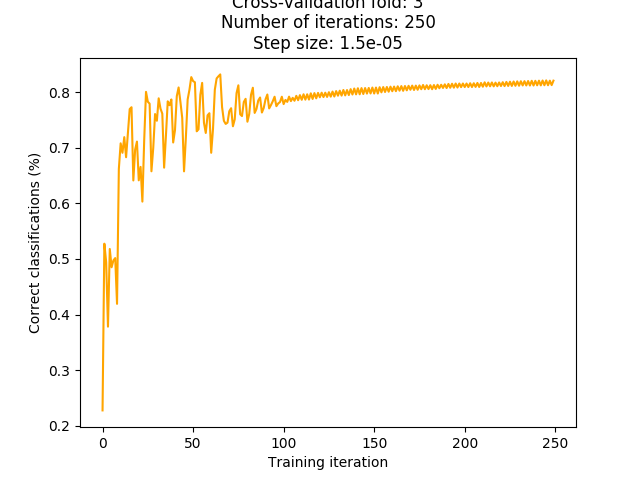 Cross-validation fold: 3
Number of iterations: 250
Step size: 1.5e-05
0.8
0.7
0.6
0.5
0.4
0.3
0.2
Correct classifications (%)
0 50 100 150 200 250
Training iteration